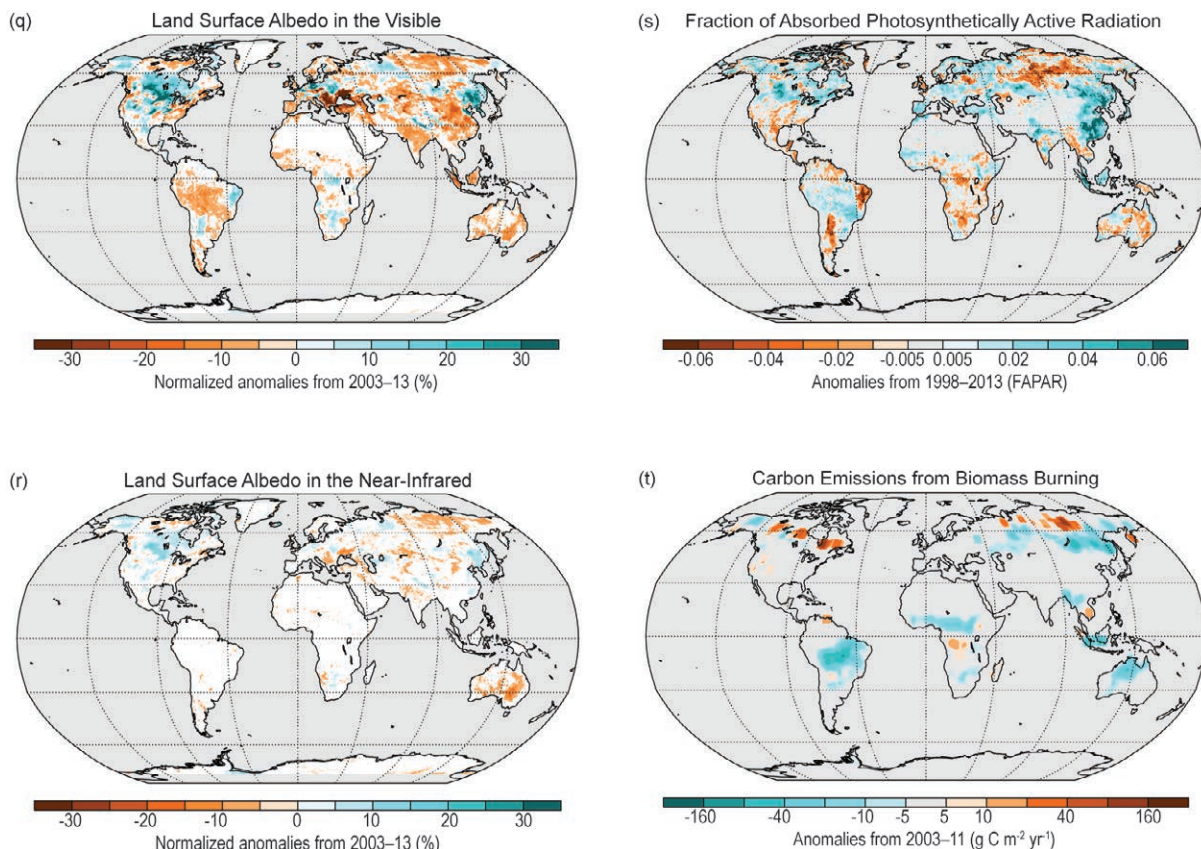 (q) Land Surface Albedo in the Visible
-30 -20 -10 0 10 20 30
Normalized anomalies from 2003–13 (%)
(s) Fraction of Absorbed Photosynthetically Active Radiation
-0.06 -0.04 -0.02 -0.005 0.005 0.02 0.04 0.06
Anomalies from 1998–2013 (FAPAR)
(r) Land Surface Albedo in the Near-Infrared
-30 -20 -10 0 10 20 30
Normalized anomalies from 2003–13 (%)
(t) Carbon Emissions from Biomass Burning
-160 -40 -10 -5 5 10 40 160
Anomalies from 2003–11 (g C m⁻² yr⁻¹)